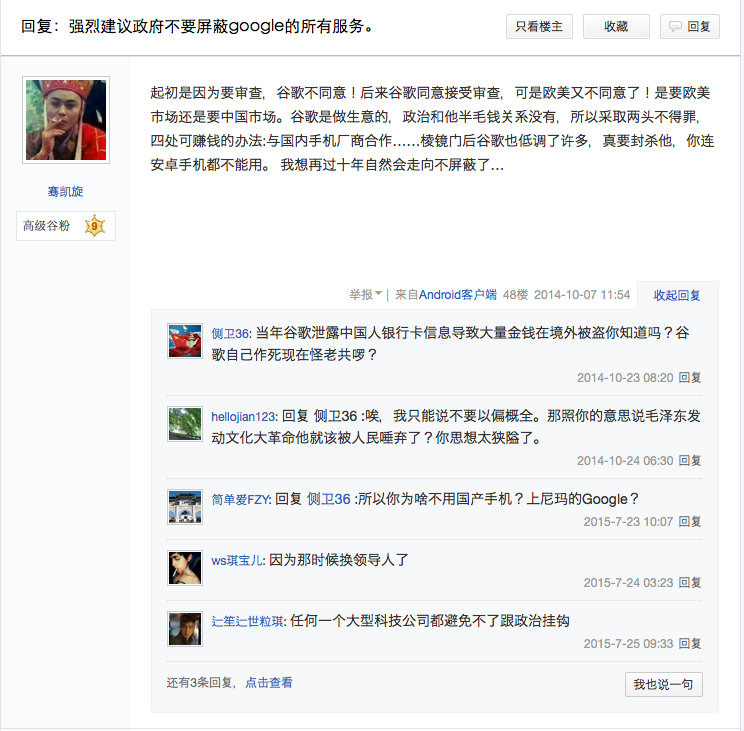 回复：强烈建议政府不要屏蔽google的所有服务。
只看楼主 收藏 回复
起初是因为要审查，谷歌不同意！后来谷歌同意接受审查，可是欧美又不同意了！是要欧美
市场还是要中国市场。谷歌是做生意的，政治和他半毛钱关系没有，所以采取两头不得罪，
四处可赚钱的办法:与国内手机厂商合作……棱镜门后谷歌也低调了许多，真要封杀他，你连
安卓手机都不能用。 我想再过十年自然会走向不屏蔽了…
骞凯旋
高级谷粉 9
举报 | 来自Android客户端 48楼 2014-10-07 11:54 收起回复
侧卫36: 当年谷歌泄露中国人银行卡信息导致大量金钱在境外被盗你知道吗？谷
歌自己作死现在怪老共啰？
2014-10-23 08:20 回复
hellojian123: 回复 侧卫36 :唉，我只能说不要以偏概全。那照你的意思说毛泽东发
动文化大革命他就该被人民唾弃了？你思想太狭隘了。
2014-10-24 06:30 回复
简单爱FZY: 回复 侧卫36 :所以你为啥不用国产手机？上尼玛的Google？
2015-7-23 10:07 回复
ws琪宝儿: 因为那时候换领导人了
2015-7-24 03:23 回复
辷笙辷世粒琪: 任何一个大型科技公司都避免不了跟政治挂钩
2015-7-25 09:33 回复
还有3条回复，点击查看
我也说一句